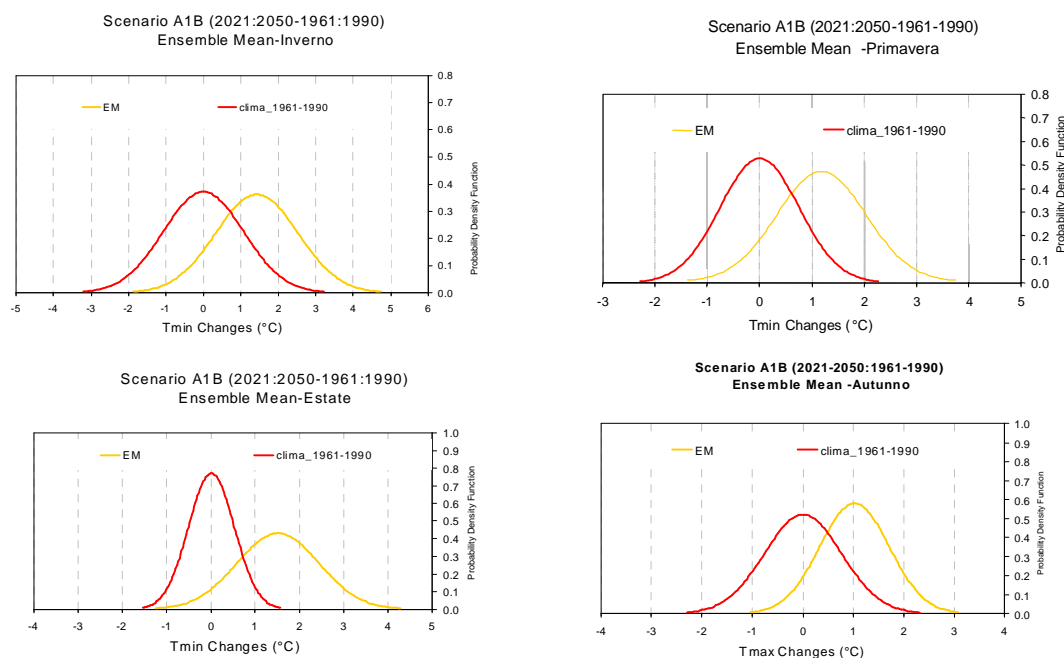 Scenario A1B (2021:2050-1961:1990)
Ensemble Mean-Inverno
EM
clima_1961-1990
0.8
0.7
0.6
0.5
0.4
0.3
0.2
0.1
0.0
Probability Density Function
-5 -4 -3 -2 -1 0 1 2 3 4 5 6
Tmin Changes (°C)
Scenario A1B (2021:2050-1961-1990)
Ensemble Mean -Primavera
EM
clima_1961-1990
0.8
0.7
0.6
0.5
0.4
0.3
0.2
0.1
0.0
Probability Density Function
-3 -2 -1 0 1 2 3 4 5
Tmin Changes (°C)
Scenario A1B (2021:2050-1961:1990)
Ensemble Mean-Estate
EM
clima_1961-1990
1.0
0.9
0.8
0.7
0.6
0.5
0.4
0.3
0.2
0.1
0.0
Probability Density Function
-4 -3 -2 -1 0 1 2 3 4 5
Tmin Changes (°C)
Scenario A1B (2021-2050:1961-1990)
Ensemble Mean -Autunno
EM
clima_1961-1990
1.0
0.9
0.8
0.7
0.6
0.5
0.4
0.3
0.2
0.1
0.0
Probability Density Function
-4 -3 -2 -1 0 1 2 3 4
Tmax Changes (°C)